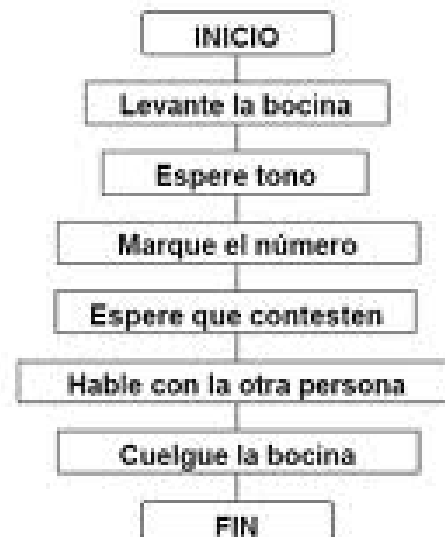 INICIO
Levante la bocina
Espere tono
Marque el número
Espere que contesten
Hable con la otra persona
Cuelgue la bocina
FIN